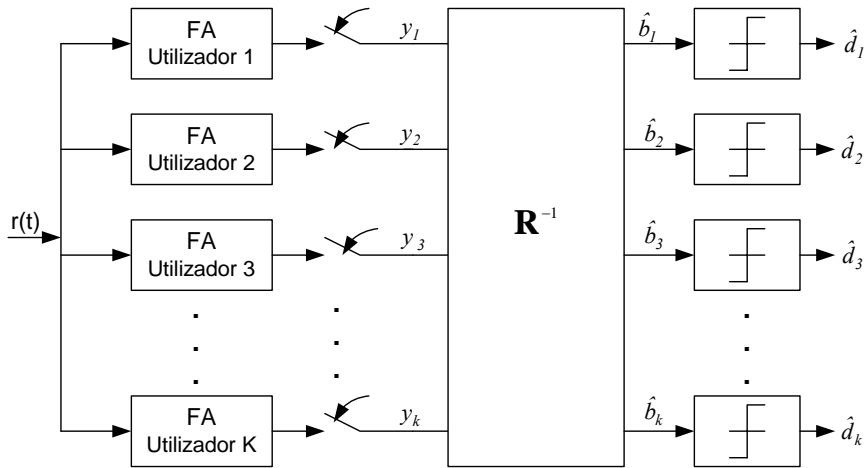 FA
Utilizador 1
y₁
b̂₁
d̂₁
FA
Utilizador 2
y₂
b̂₂
d̂₂
r(t)
R⁻¹
FA
Utilizador 3
y₃
b̂₃
d̂₃
FA
Utilizador K
yₖ
b̂ₖ
d̂ₖ